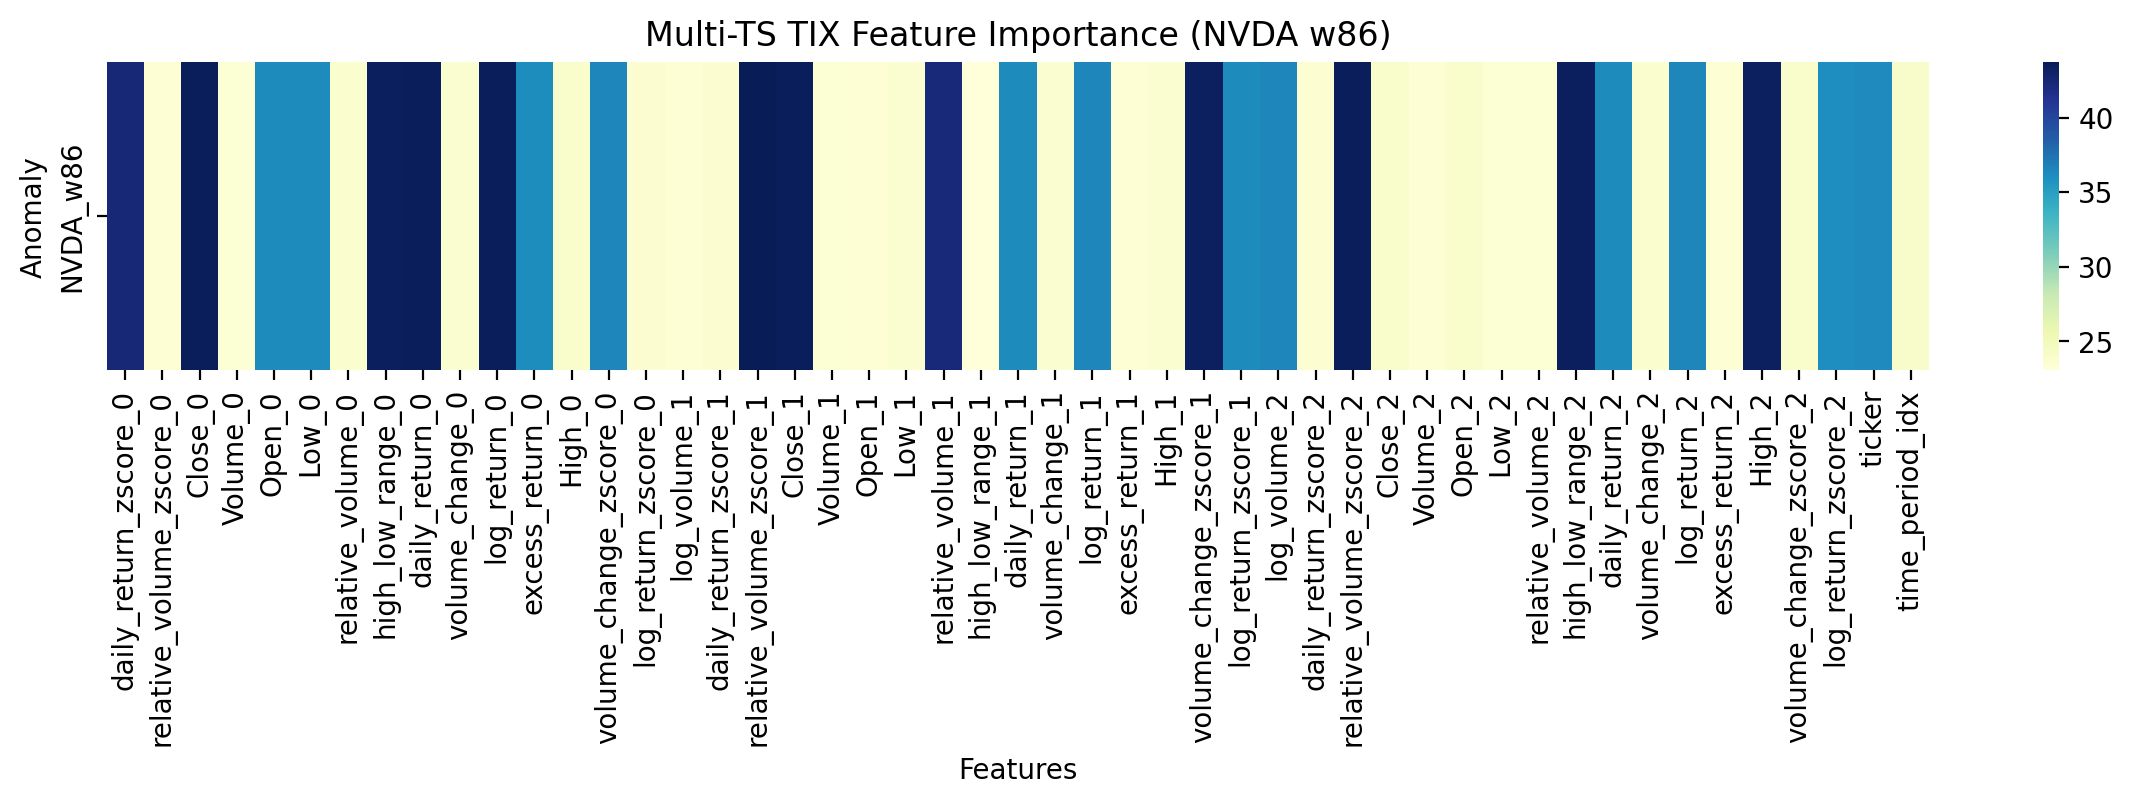 Multi-TS TIX Feature Importance (NVDA w86)
Anomaly
NVDA_w86
40
35
30
25
daily_return_zscore_0
relative_volume_zscore_0
Close_0
Volume_0
Open_0
Low_0
relative_volume_0
high_low_range_0
daily_return_0
volume_change_0
log_return_0
excess_return_0
High_0
volume_change_zscore_0
log_return_zscore_0
log_volume_1
daily_return_zscore_1
relative_volume_zscore_1
Close_1
Volume_1
Open_1
Low_1
relative_volume_1
high_low_range_1
daily_return_1
volume_change_1
log_return_1
excess_return_1
High_1
volume_change_zscore_1
log_return_zscore_1
log_volume_2
daily_return_zscore_2
relative_volume_zscore_2
Close_2
Volume_2
Open_2
Low_2
relative_volume_2
high_low_range_2
daily_return_2
volume_change_2
log_return_2
excess_return_2
High_2
volume_change_zscore_2
log_return_zscore_2
ticker
time_period_idx
Features